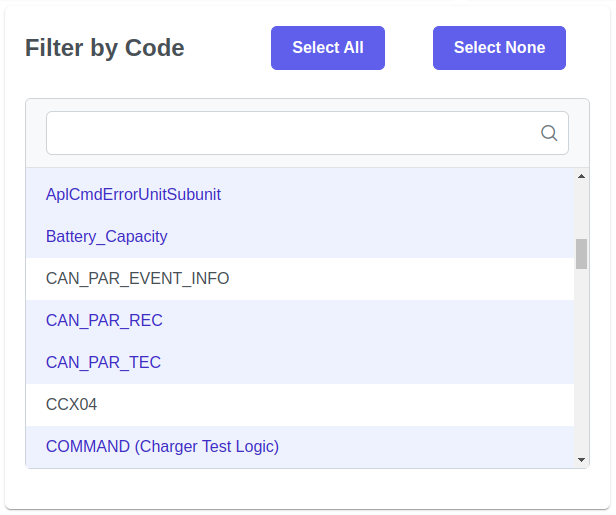 Filter by Code
Select All
Select None
AplCmdErrorUnitSubunit
Battery_Capacity
CAN_PAR_EVENT_INFO
CAN_PAR_REC
CAN_PAR_TEC
CCX04
COMMAND (Charger Test Logic)